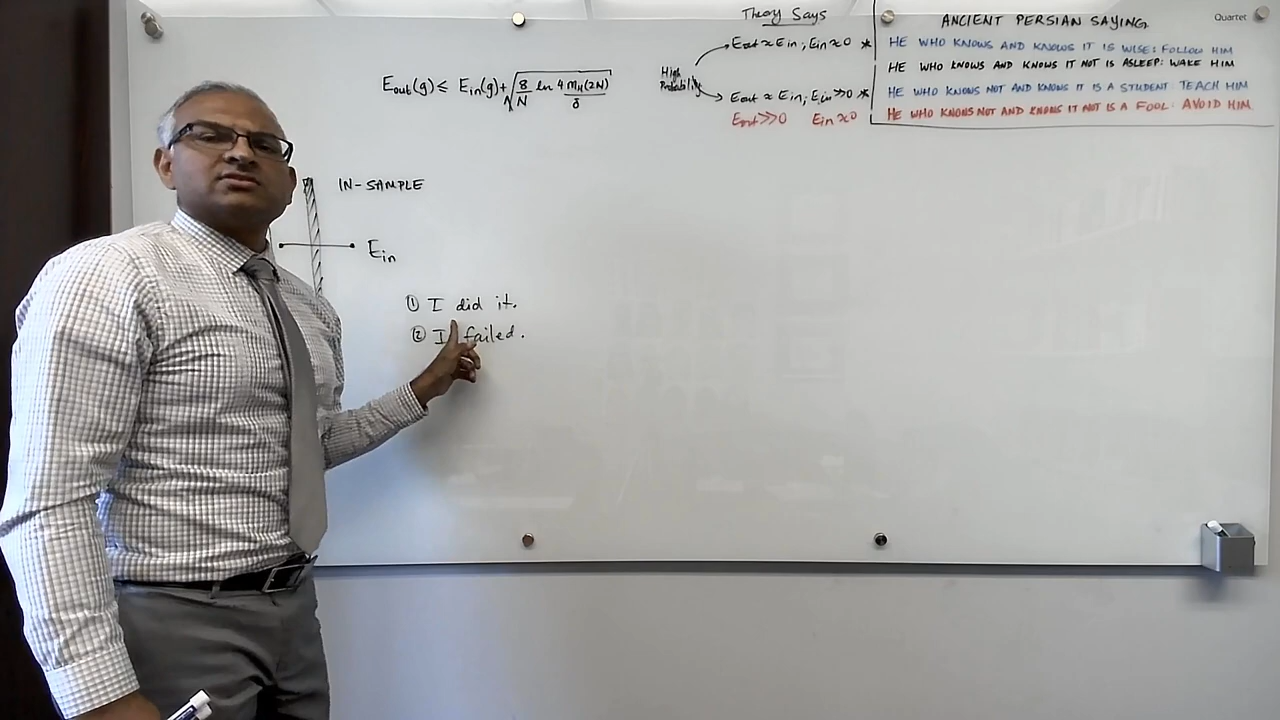 Theory Says
Eout ≈ Ein ; Ein ≈ 0 *
High
Probability
Eout ≈ Ein ; Ein ≫ 0 *
Eout ≫ 0 Ein ≈ 0
Quartet
ANCIENT PERSIAN SAYING
HE WHO KNOWS AND KNOWS IT IS WISE: FOLLOW HIM
HE WHO KNOWS AND KNOWS IT NOT IS ASLEEP: WAKE HIM
HE WHO KNOWS NOT AND KNOWS IT IS A STUDENT: TEACH HIM
HE WHO KNOWS NOT AND KNOWS IT NOT IS A FOOL: AVOID HIM
Eout(g) ≤ Ein(g) + √(8/N ln 4 mH(2N)/δ)
IN-SAMPLE
Ein
① I did it.
② I failed.